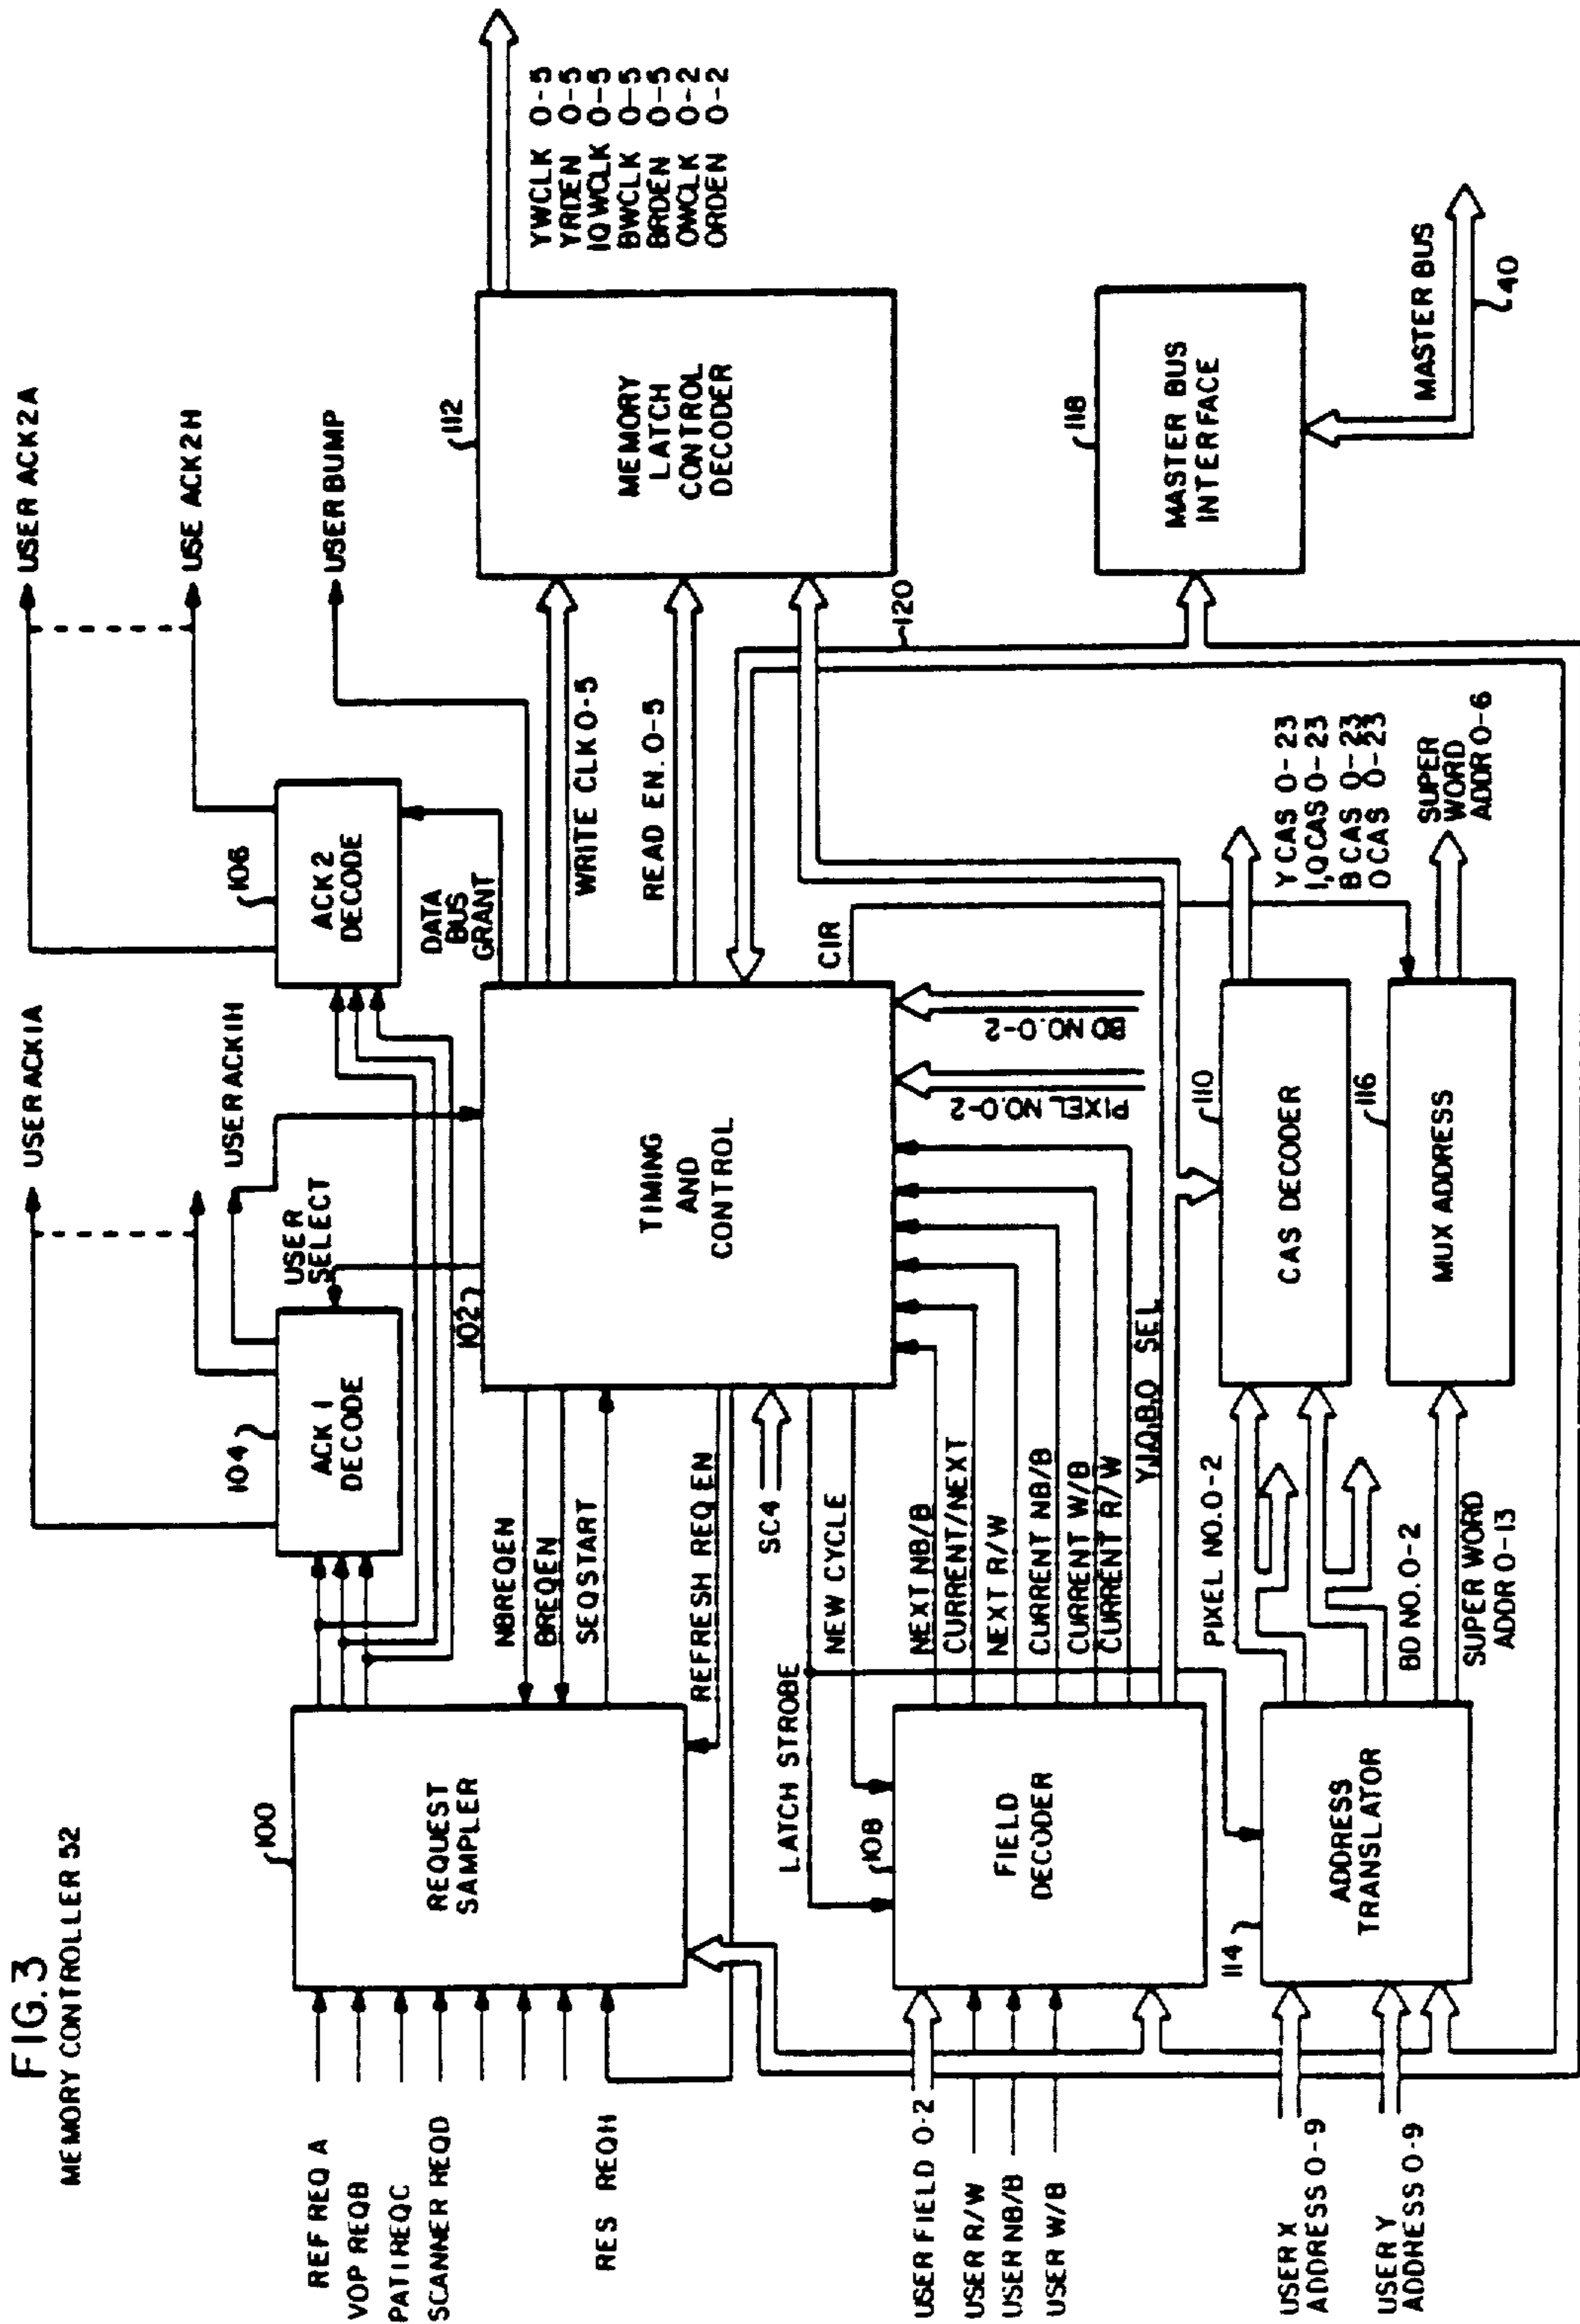 FIG. 3
MEMORY CONTROLLER 52
REF REQ A
VOP REQB
PATIREQC
SCANNER REQD
RES REQH
100
REQUEST
SAMPLER
104
ACK 1
DECODE
USER ACK1A
USER ACK1H
USER
SELECT
106
ACK2
DECODE
USER ACK2A
USE ACK2H
USER BUMP
DATA
BUS
GRANT
NBREQEN
BREQEN
SEQSTART
REFRESH REQ EN
SC4
102
TIMING
AND
CONTROL
WRITE CLK 0-5
READ EN. 0-5
112
MEMORY
LATCH
CONTROL
DECODER
YWCLK 0-5
YRDEN 0-5
IQWCLK 0-5
BWCLK 0-5
BRDEN 0-5
OWCLK 0-2
ORDEN 0-2
CIR
120
LATCH STROBE
NEW CYCLE
USER FIELD 0-2
USER R/W
USER NB/B
USER W/B
108
FIELD
DECODER
NEXT NB/B
CURRENT/NEXT
NEXT R/W
CURRENT NB/B
CURRENT W/B
CURRENT R/W
Y,I,Q,B,O SEL
PIXEL NO.0-2
BD NO.0-2
118
MASTER BUS
INTERFACE
MASTER BUS
40
USER X
ADDRESS 0-9
USER Y
ADDRESS 0-9
114
ADDRESS
TRANSLATOR
PIXEL NO.0-2
BD NO. 0-2
SUPER WORD
ADDR 0-13
110
CAS DECODER
Y CAS 0-23
I,Q CAS 0-23
B CAS 0-23
O CAS 0-23
116
MUX ADDRESS
SUPER
WORD
ADDR 0-6